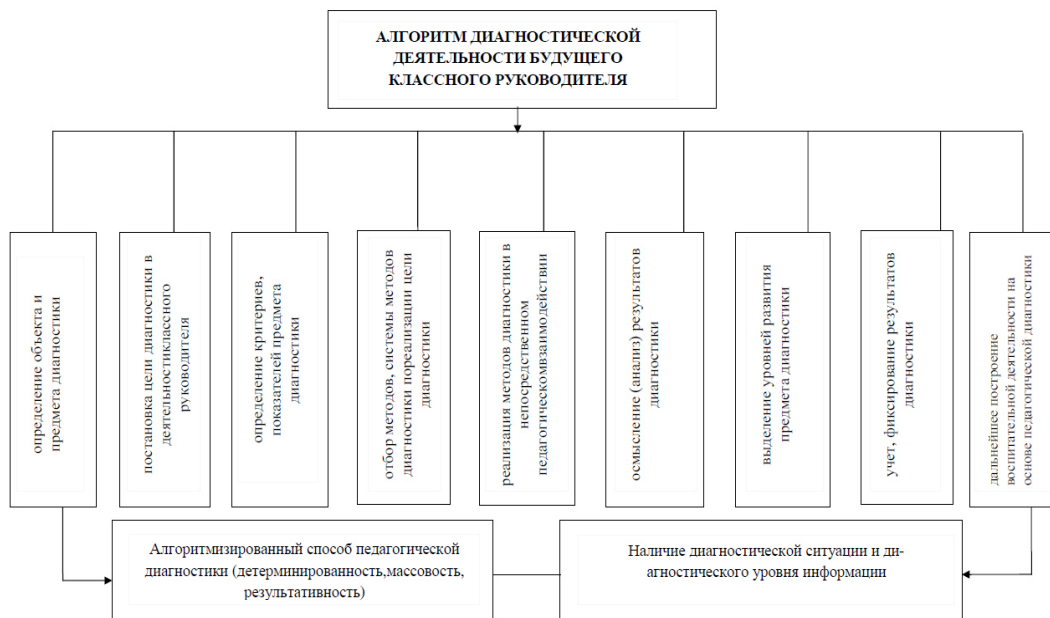 АЛГОРИТМ ДИАГНОСТИЧЕСКОЙ
ДЕЯТЕЛЬНОСТИ БУДУЩЕГО
КЛАССНОГО РУКОВОДИТЕЛЯ
определение объекта и
предмета диагностики
постановка цели диагностики в
деятельностиклассного
руководителя
определение критериев,
показателей предмета
диагностики
отбор методов, системы методов
диагностики пореализации цели
диагностики
реализация методов диагностики в
непосредственном
педагогическомвзаимодействии
осмысление (анализ) результатов
диагностики
выделение уровней развития
предмета диагностики
учет, фиксирование результатов
диагностики
дальнейшее построение
воспитательной деятельности на
основе педагогической диагностики
Алгоритмизированный способ педагогической
диагностики (детерминированность,массовость,
результативность)
Наличие диагностической ситуации и ди-
агностического уровня информации